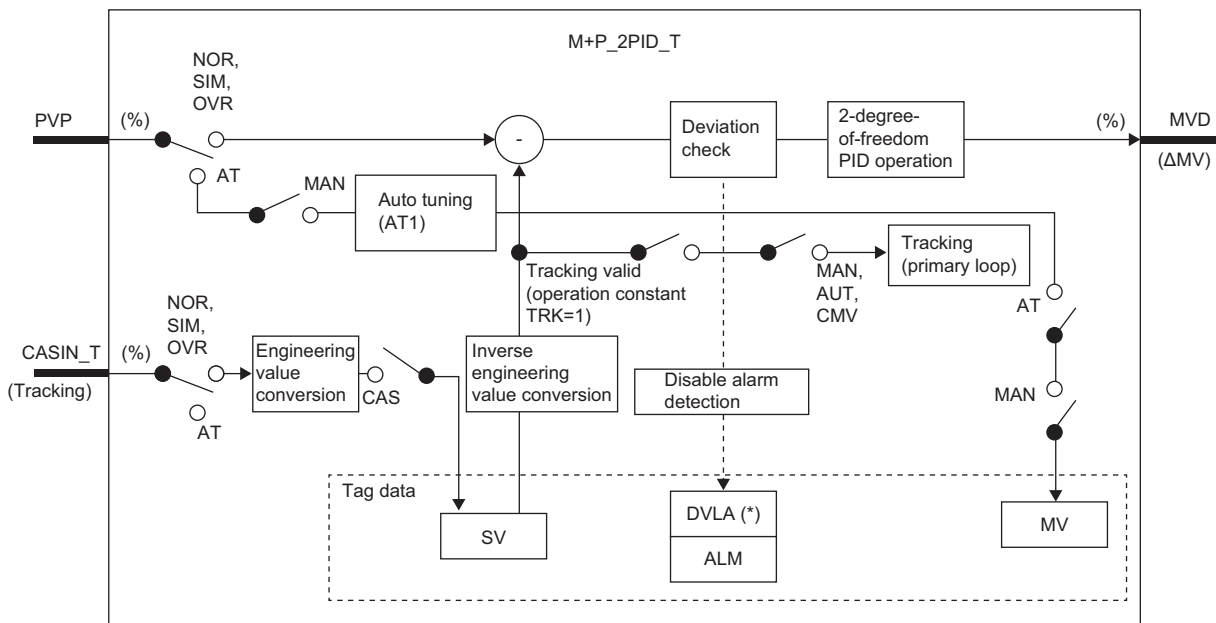 M+P_2PID_T
NOR,
SIM,
OVR
PVP
(%)
AT
MAN
Auto tuning
(AT1)
-
Deviation
check
2-degree-
of-freedom
PID operation
(%)
MVD
(ΔMV)
Tracking valid
(operation constant
TRK=1)
MAN,
AUT,
CMV
Tracking
(primary loop)
AT
NOR,
SIM,
OVR
CASIN_T
(%)
(Tracking)
AT
Engineering
value
conversion
CAS
Inverse
engineering
value conversion
Disable alarm
detection
MAN
Tag data
SV
DVLA (*)
ALM
MV